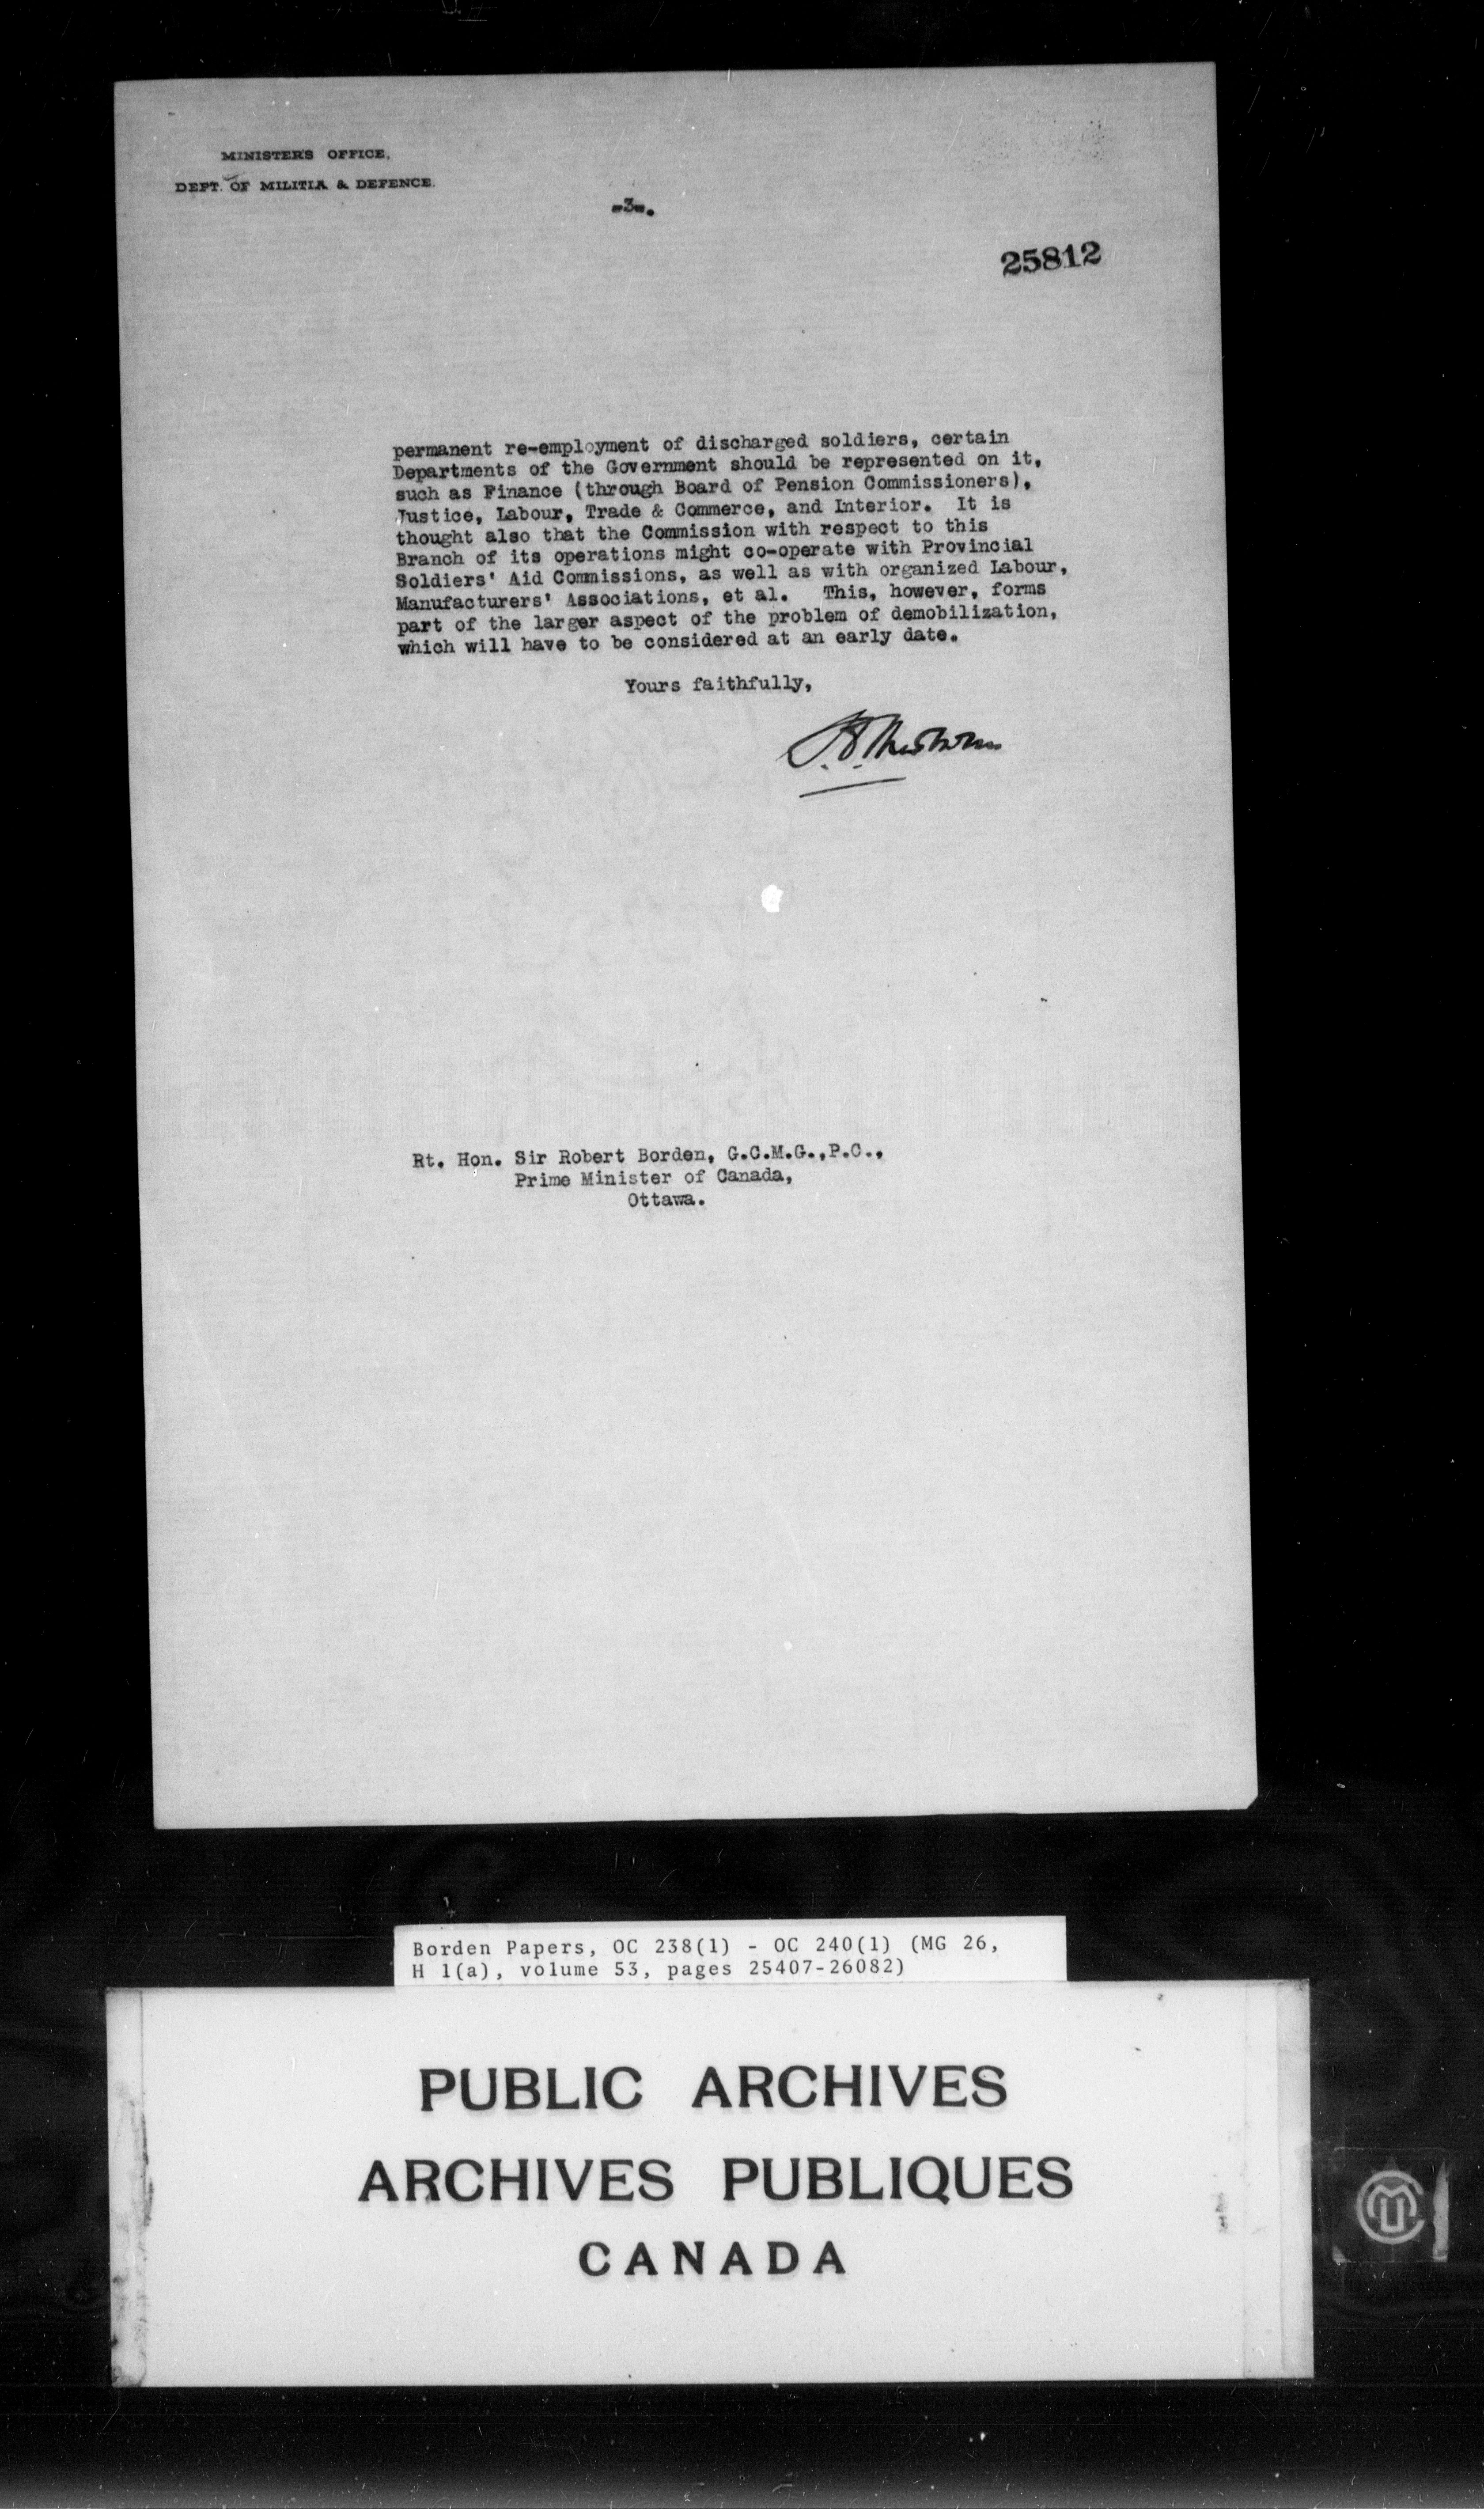 MINISTER'S OFFICE,
DEPT. OF MILITIA & DEFENCE.
-3-.
25812
permanent re-employment of discharged soldiers, certain
Departments of the Government should be represented on it,
such as Finance (through Board of Pension Commissioners),
Justice, Labour, Trade & Commerce, and Interior. It is
thought also that the Commission with respect to this
Branch of its operations might co-operate with Provincial
Soldiers' Aid Commissions, as well as with organized Labour,
Manufacturers' Associations, et al. This, however, forms
part of the larger aspect of the problem of demobilization,
which will have to be considered at an early date.
Yours faithfully,
Rt. Hon. Sir Robert Borden, G.C.M.G.,P.C.,
Prime Minister of Canada,
Ottawa.
Borden Papers, OC 238(1) - OC 240(1) (MG 26,
H 1(a), volume 53, pages 25407-26082)
PUBLIC ARCHIVES
ARCHIVES PUBLIQUES
CANADA